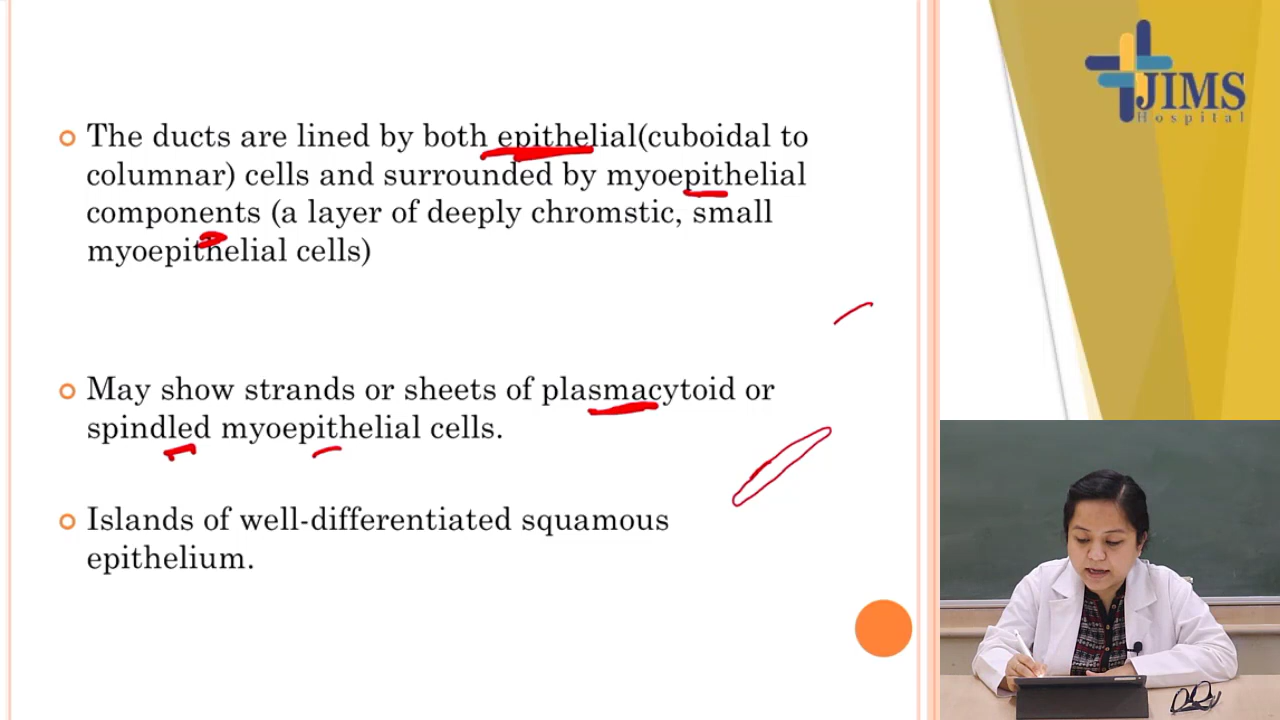 The ducts are lined by both epithelial(cuboidal to
columnar) cells and surrounded by myoepithelial
components (a layer of deeply chromstic, small
myoepithelial cells)
May show strands or sheets of plasmacytoid or
spindled myoepithelial cells.
Islands of well-differentiated squamous
epithelium.
JIMS
Hospital